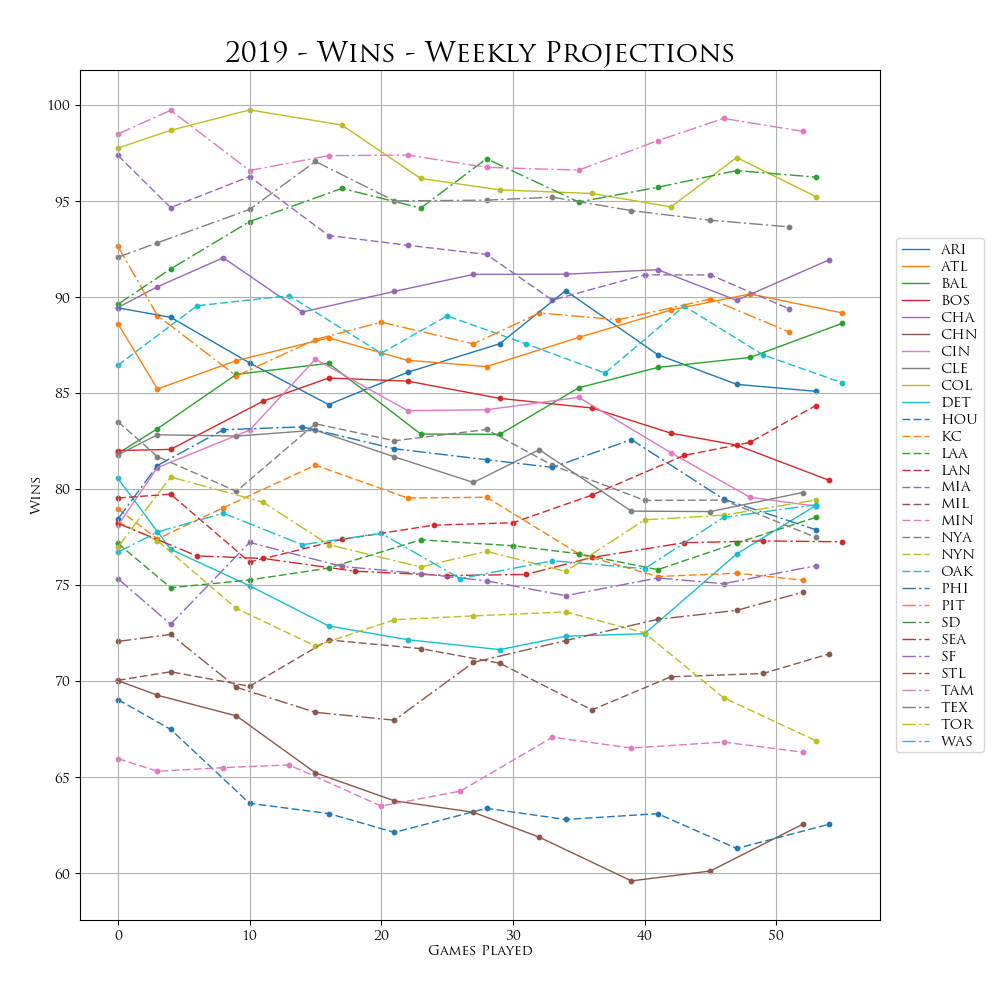 2019 - Wins - Weekly Projections
100
95
90
85
80
75
70
65
60
Wins
0 10 20 30 40 50
Games Played
ARI
ATL
BAL
BOS
CHA
CHN
CIN
CLE
COL
DET
HOU
KC
LAA
LAN
MIA
MIL
MIN
NYA
NYN
OAK
PHI
PIT
SD
SEA
SF
STL
TAM
TEX
TOR
WAS